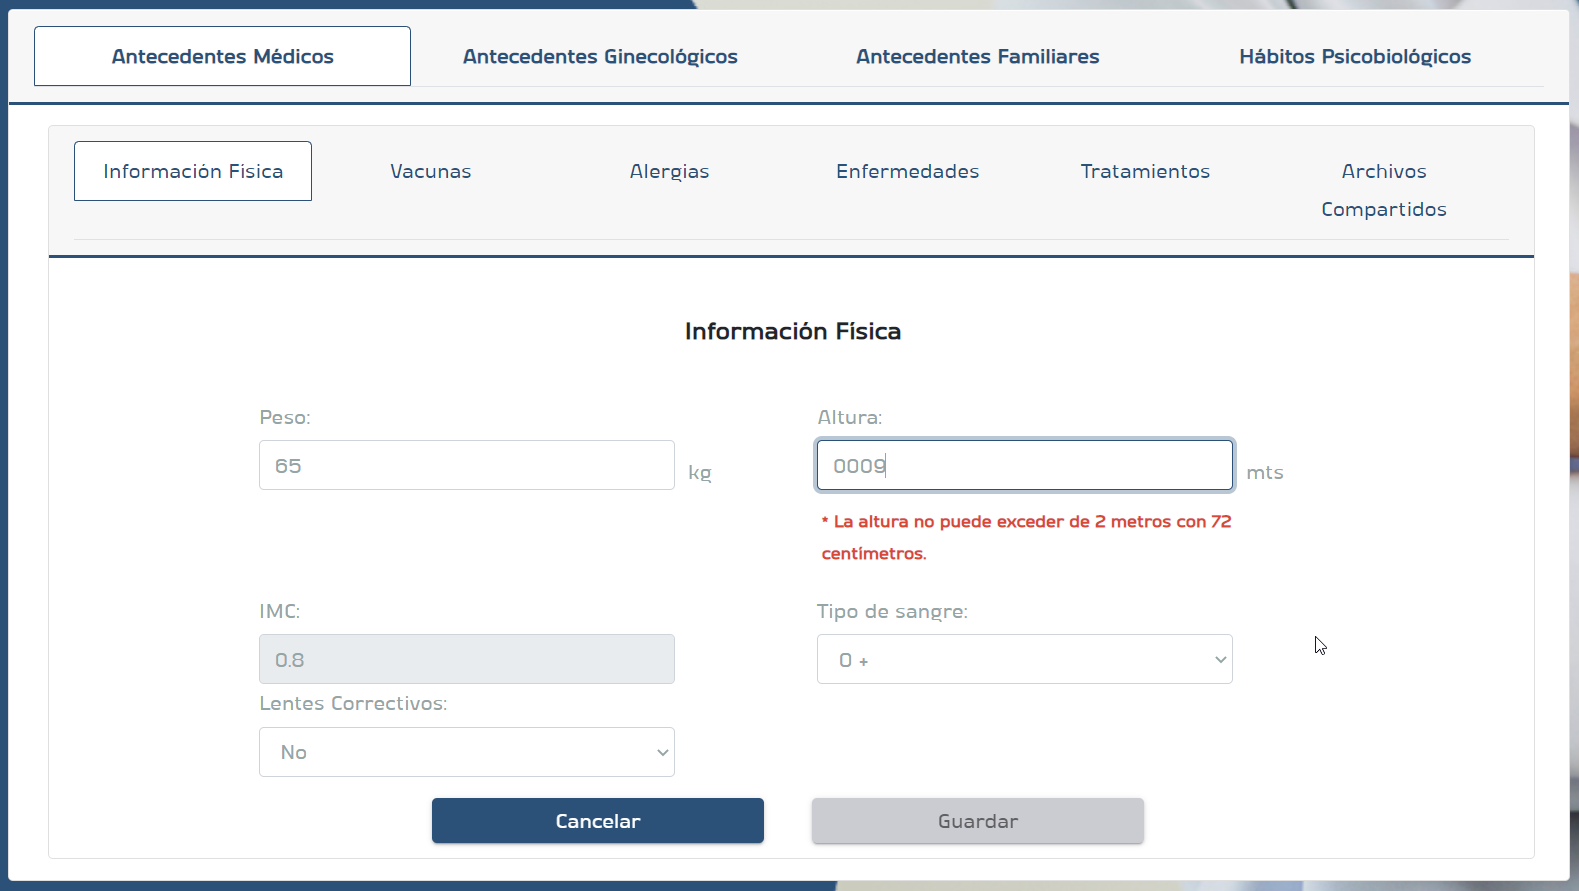 Antecedentes Médicos Antecedentes Ginecológicos Antecedentes Familiares Hábitos Psicobiológicos
Información Física Vacunas Alergias Enfermedades Tratamientos Archivos
Compartidos
Información Física
Peso: Altura:
65 kg 0009 mts
* La altura no puede exceder de 2 metros con 72
centímetros.
IMC: Tipo de sangre:
0.8 O +
Lentes Correctivos:
No
Cancelar Guardar